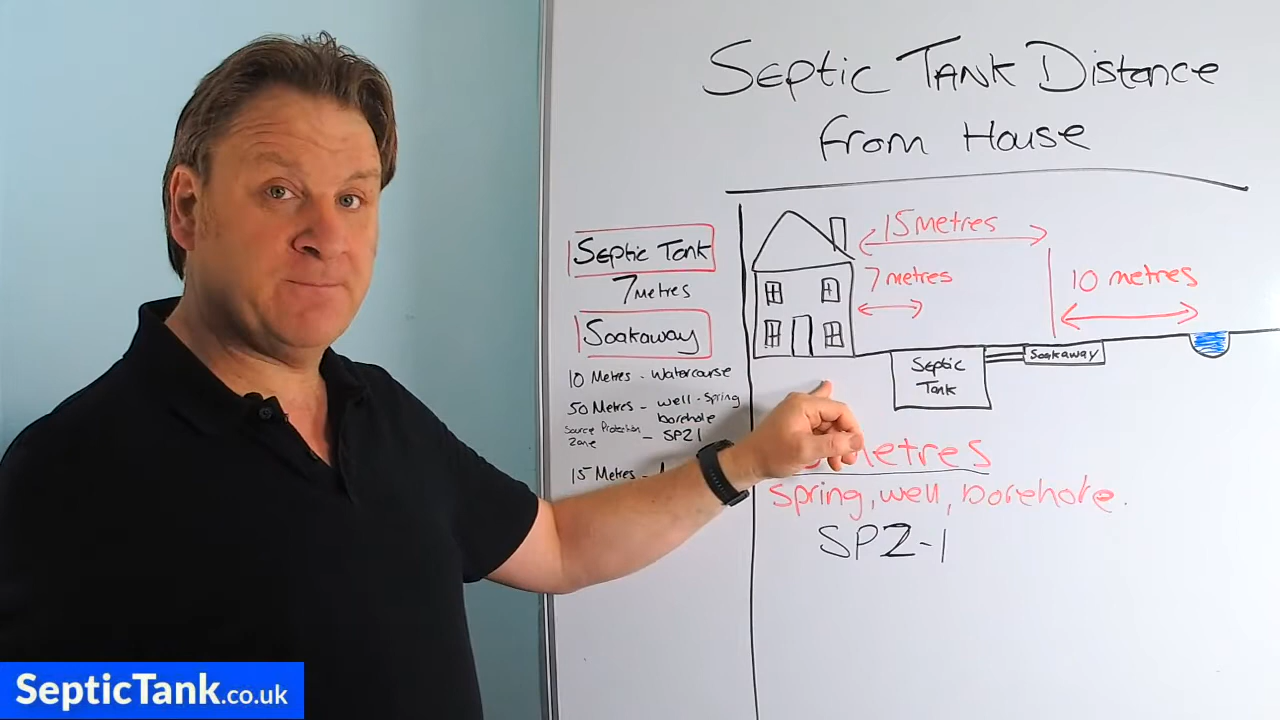 Septic Tank Distance
from House
Septic Tank
7 Metres
Soakaway
10 Metres - Watercourse
50 Metres - well - Spring
borehole
Source Protection
Zone - SPZ1
15 Metres -
15 Metres
7 metres
10 metres
Septic
Tank
Soakaway
metres
Spring, well, borehole.
SPZ-1
SepticTank.co.uk